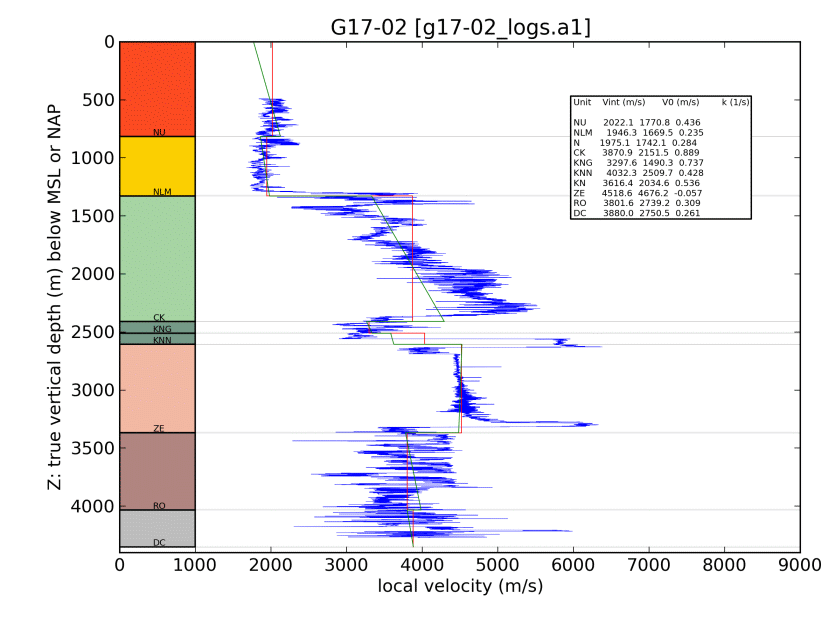 G17-02 [g17-02_logs.a1]
Z: true vertical depth (m) below MSL or NAP
0
500
1000
1500
2000
2500
3000
3500
4000
NU
NLM
CK
KNG
KNN
ZE
RO
DC
Unit Vint (m/s) V0 (m/s) k (1/s)
NU 2022.1 1770.8 0.436
NLM 1946.3 1669.5 0.235
N 1975.1 1742.1 0.284
CK 3870.9 2151.5 0.889
KNG 3297.6 1490.3 0.737
KNN 4032.3 2509.7 0.428
KN 3616.4 2034.6 0.536
ZE 4518.6 4676.2 -0.057
RO 3801.6 2739.2 0.309
DC 3880.0 2750.5 0.261
0 1000 2000 3000 4000 5000 6000 7000 8000 9000
local velocity (m/s)